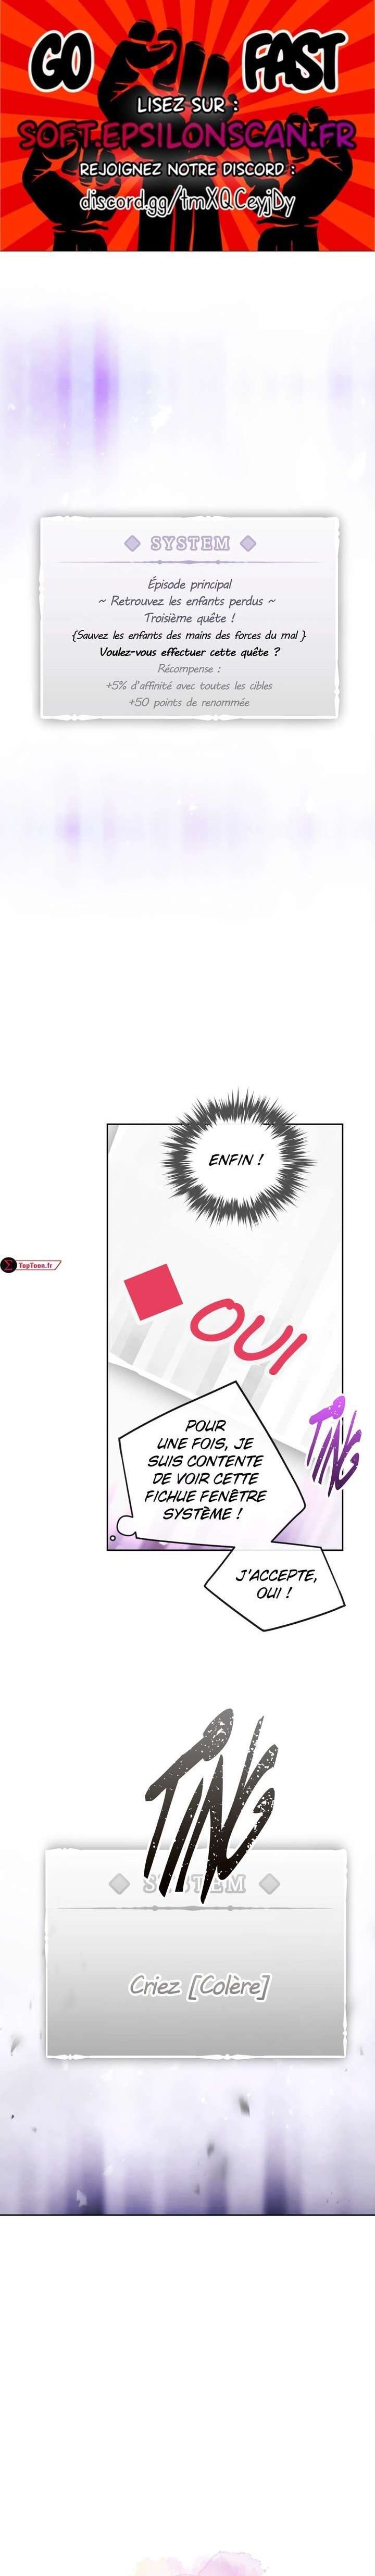 GO FAST
LISEZ SUR :
SOFT.EPSILONSCAN.FR
REJOIGNEZ NOTRE DISCORD :
discord.gg/tmXQCeyjDy
SYSTEM
Épisode principal
~ Retrouvez les enfants perdus ~
Troisième quête !
{Sauvez les enfants des mains des forces du mal }
Voulez-vous effectuer cette quête ?
Récompense :
+5% d'affinité avec toutes les cibles
+50 points de renommée
ENFIN !
TopToon.fr
OUI
TING
POUR
UNE FOIS, JE
SUIS CONTENTE
DE VOIR CETTE
FICHUE FENÊTRE
SYSTÈME !
J'ACCEPTE,
OUI !
TING
SYSTEM
Criez [Colère]